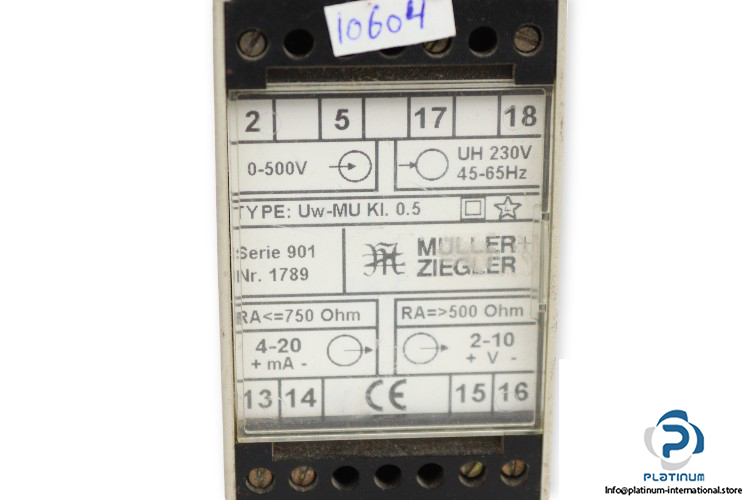 10604
2 5 17 18
0-500V
UH 230V
45-65Hz
TYPE: Uw-MU Kl. 0.5
Serie 901
Nr. 1789
MÜLLER+
ZIEGLER
RA<=750 Ohm
RA=>500 Ohm
4-20
+ mA -
2-10
+ V -
13 14 CE 15 16
PLATINUM
Info@platinum-international.store